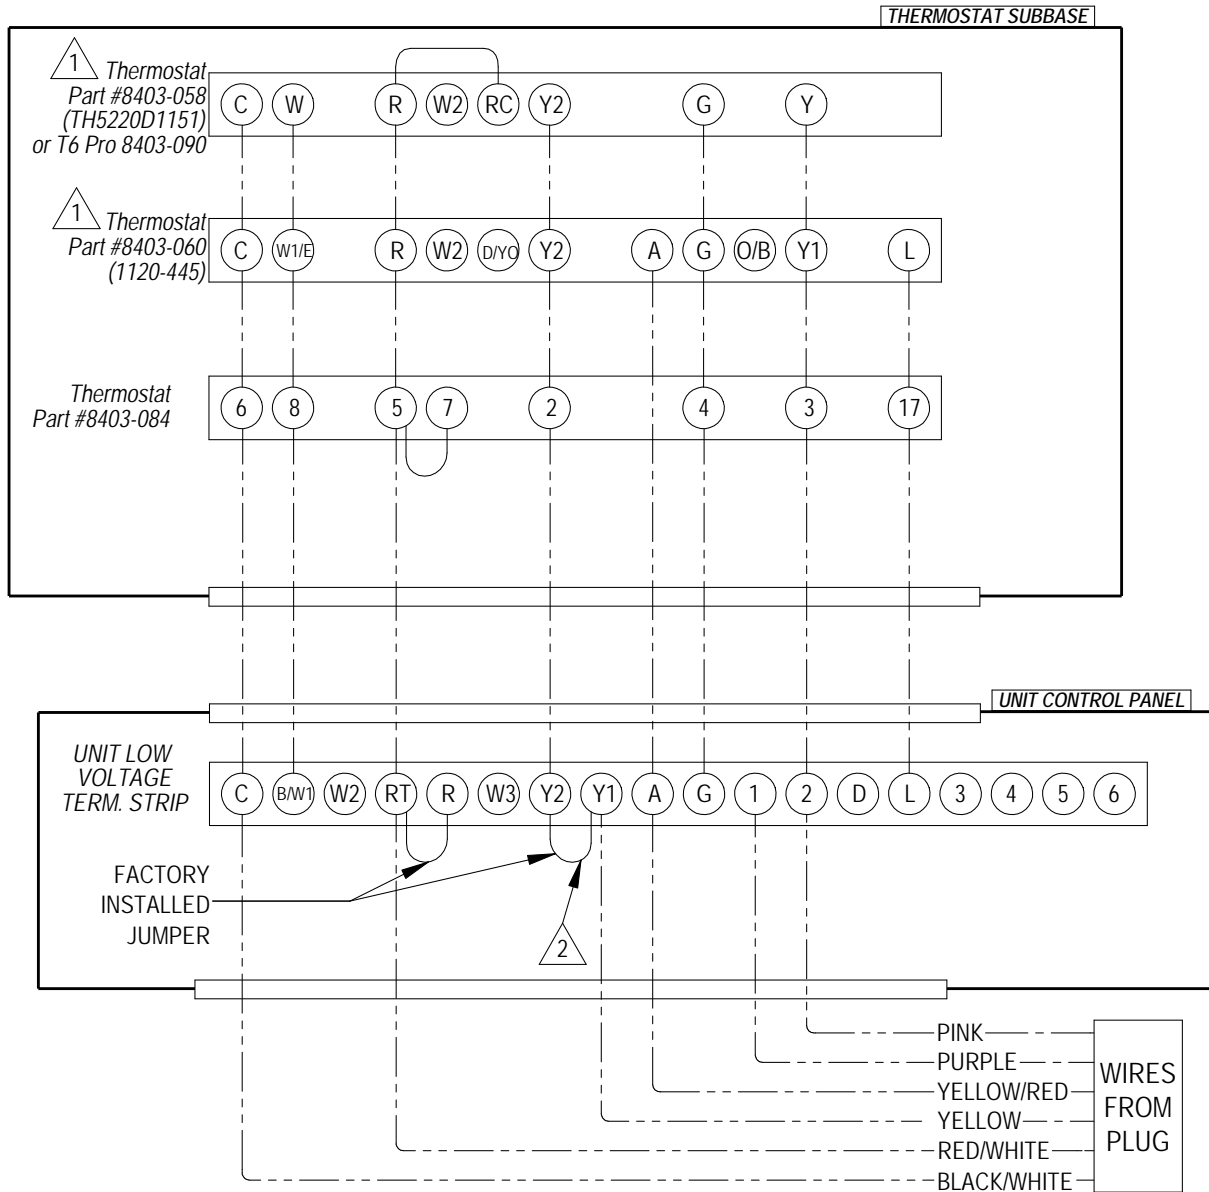 THERMOSTAT SUBBASE
1
Thermostat
Part #8403-058
(TH5220D1151)
or T6 Pro 8403-090
C W R W2 RC Y2 G Y
1
Thermostat
Part #8403-060
(1120-445)
C W1/E R W2 D/YO Y2 A G O/B Y1 L
Thermostat
Part #8403-084
6 8 5 7 2 4 3 17
UNIT CONTROL PANEL
UNIT LOW
VOLTAGE
TERM. STRIP
C B/W1 W2 RT R W3 Y2 Y1 A G 1 2 D L 3 4 5 6
FACTORY
INSTALLED
JUMPER
2
PINK
PURPLE
YELLOW/RED
YELLOW
RED/WHITE
BLACK/WHITE
WIRES
FROM
PLUG